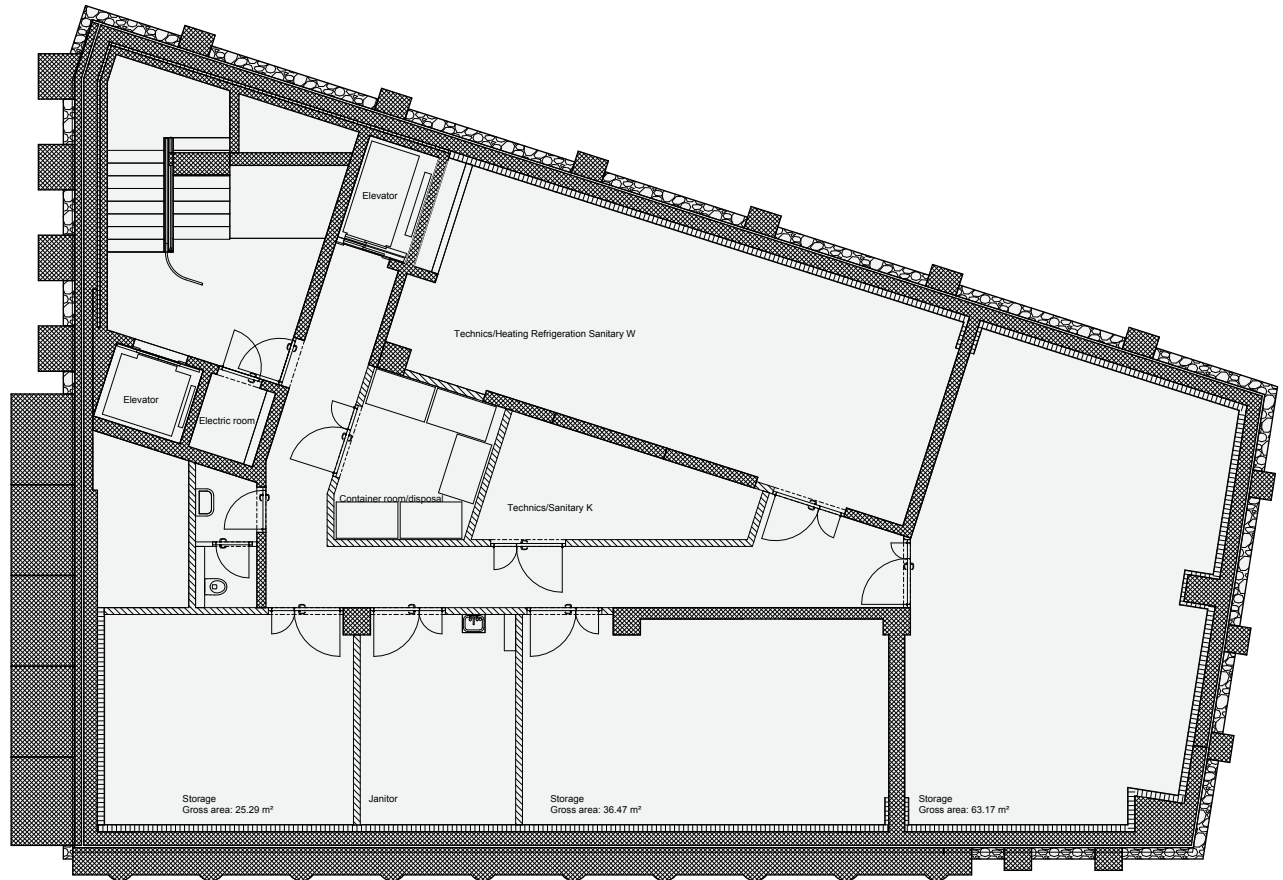 Elevator
Technics/Heating Refrigeration Sanitary W
Elevator
Electric room
Container room/disposal
Technics/Sanitary K
Storage
Gross area: 25.29 m²
Janitor
Storage
Gross area: 36.47 m²
Storage
Gross area: 63.17 m²